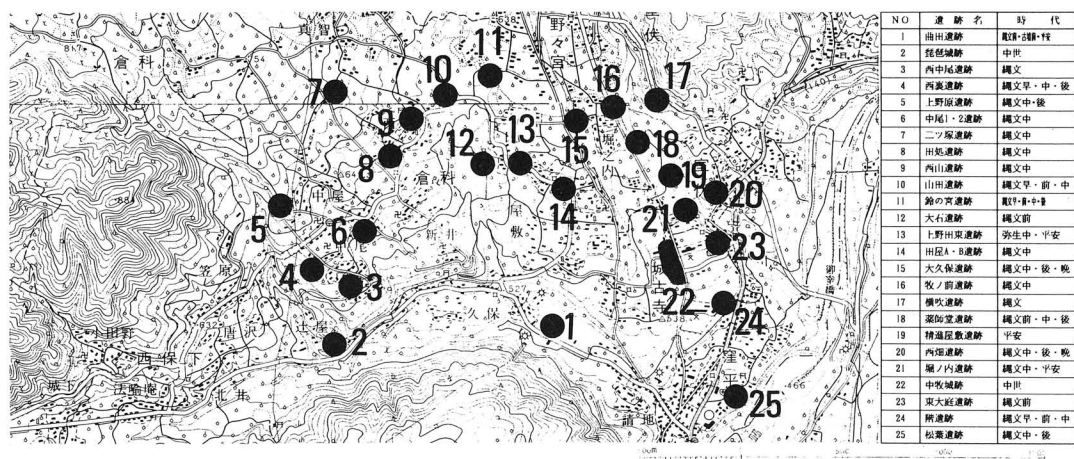 NO 遺跡名 時代
1 曲田遺跡
2 琵琶城跡 中世
3 西中尾遺跡 縄文
4 西裏遺跡 縄文早・中・後
5 上野原遺跡 縄文中・後
6 中尾1・2遺跡 縄文中
7 二ツ塚遺跡 縄文中
8 田処遺跡 縄文中
9 西山遺跡 縄文中
10 山田遺跡 縄文早・前・中
11 鈴の宮遺跡
12 大石遺跡 縄文前
13 上野田東遺跡 弥生中・平安
14 田屋A・B遺跡 縄文中
15 大久保遺跡 縄文中・後・晩
16 牧ノ前遺跡 縄文中
17 横吹遺跡 縄文
18 薬師堂遺跡 縄文前・中・後
19 精進屋敷遺跡 平安
20 西畑遺跡 縄文中・後・晩
21 堀ノ内遺跡 縄文中・平安
22 中牧城跡 中世
23 東大庭遺跡 縄文前
24 遺跡 縄文早・前・中
25 松葉遺跡 縄文中・後
倉科
真智
野々宮
堀之内
中屋
倉科
屋敷
新井
笠原
小田野
西保下
唐沢
辻屋
久保
城下
法臨庵
北井
窪平
請地
御幸橋
1
2
3
4
5
6
7
8
9
10
11
12
13
14
15
16
17
18
19
20
21
22
23
24
25